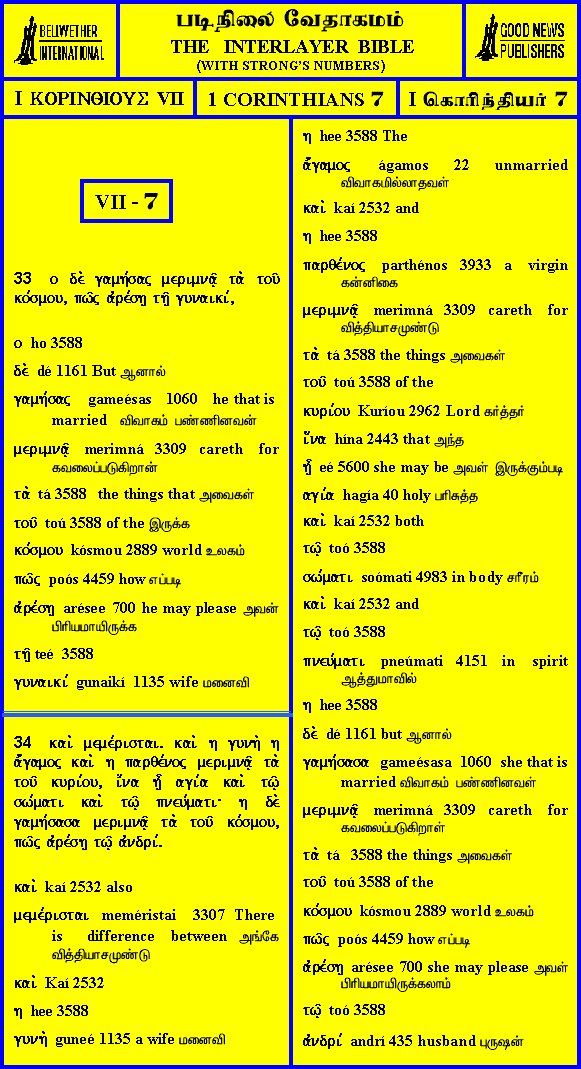 BELLWETHER
INTERNATIONAL
படிநிலை வேதாகமம்
THE INTERLAYER BIBLE
(WITH STRONG'S NUMBERS)
GOOD NEWS
PUBLISHERS
I ΚΟΡΙΝΘΙΟΥΣ VII
1 CORINTHIANS 7
I கொரிந்தியர் 7
VII - 7
33 ο δὲ γαμήσας μεριμνᾷ τὰ τοῦ
κόσμου, πῶς ἀρέσῃ τῇ γυναικί,
ο ho 3588
δὲ dé 1161 But ஆனால்
γαμήσας gameésas 1060 he that is
married விவாகம் பண்ணினவன்
μεριμνᾷ merimná 3309 careth for
கவலைப்படுகிறான்
τὰ tá 3588 the things that அவைகள்
τοῦ toú 3588 of the இருக்க
κόσμου kósmou 2889 world உலகம்
πῶς poós 4459 how எப்படி
ἀρέσῃ arésee 700 he may please அவன்
பிரியமாயிருக்க
τῇ teé 3588
γυναικί gunaikí 1135 wife மனைவி
34 καὶ μεμέρισται. καὶ η γυνὴ η
ἄγαμος καὶ η παρθένος μεριμνᾷ τὰ
τοῦ κυρίου, ἵνα ᾖ αγία καὶ τῷ
σώματι καὶ τῷ πνεύματι· η δὲ
γαμήσασα μεριμνᾷ τὰ τοῦ κόσμου,
πῶς ἀρέσῃ τῷ ἀνδρί.
καὶ kaí 2532 also
μεμέρισται meméristai 3307 There
is difference between அங்கே
வித்தியாசமுண்டு
καὶ Kaí 2532
η hee 3588
γυνὴ guneé 1135 a wife மனைவி
η hee 3588 The
ἄγαμος ágamos 22 unmarried
விவாகமில்லாதவள்
καὶ kaí 2532 and
η hee 3588
παρθένος parthénos 3933 a virgin
கன்னிகை
μεριμνᾷ merimná 3309 careth for
வித்தியாசமுண்டு
τὰ tá 3588 the things அவைகள்
τοῦ toú 3588 of the
κυρίου Kuríou 2962 Lord கர்த்தர்
ἵνα hína 2443 that அந்த
ᾖ eé 5600 she may be அவள் இருக்கும்படி
αγία hagía 40 holy பரிசுத்த
καὶ kaí 2532 both
τῷ toó 3588
σώματι soómati 4983 in body சரீரம்
καὶ kaí 2532 and
τῷ toó 3588
πνεύματι pneúmati 4151 in spirit
ஆத்துமாவில்
η hee 3588
δὲ dé 1161 but ஆனால்
γαμήσασα gameésasa 1060 she that is
married விவாகம் பண்ணினவள்
μεριμνᾷ merimná 3309 careth for
கவலைப்படுகிறாள்
τὰ tá 3588 the things அவைகள்
τοῦ toú 3588 of the
κόσμου kósmou 2889 world உலகம்
πῶς poós 4459 how எப்படி
ἀρέσῃ arésee 700 she may please அவள்
பிரியமாயிருக்கலாம்
τῷ toó 3588
ἀνδρί andrí 435 husband புருஷன்